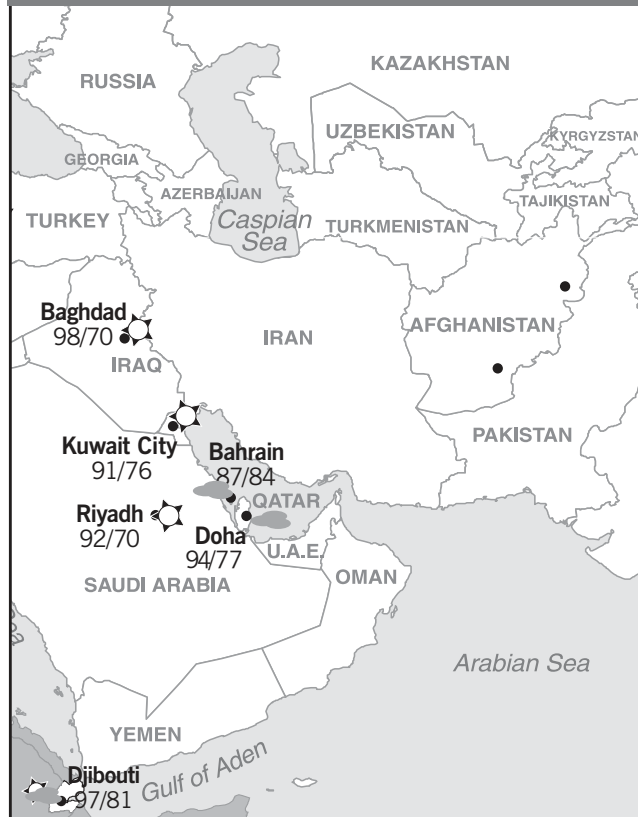 KAZAKHSTAN
RUSSIA
UZBEKISTAN
KYRGYZSTAN
GEORGIA
AZERBAIJAN
TAJIKISTAN
TURKEY
Caspian
Sea
TURKMENISTAN
Baghdad
98/70
IRAQ
IRAN
AFGHANISTAN
PAKISTAN
Kuwait City
91/76
Bahrain
87/84
QATAR
Riyadh
92/70
Doha
94/77
U.A.E.
SAUDI ARABIA
OMAN
Arabian Sea
YEMEN
Gulf of Aden
Djibouti
97/81